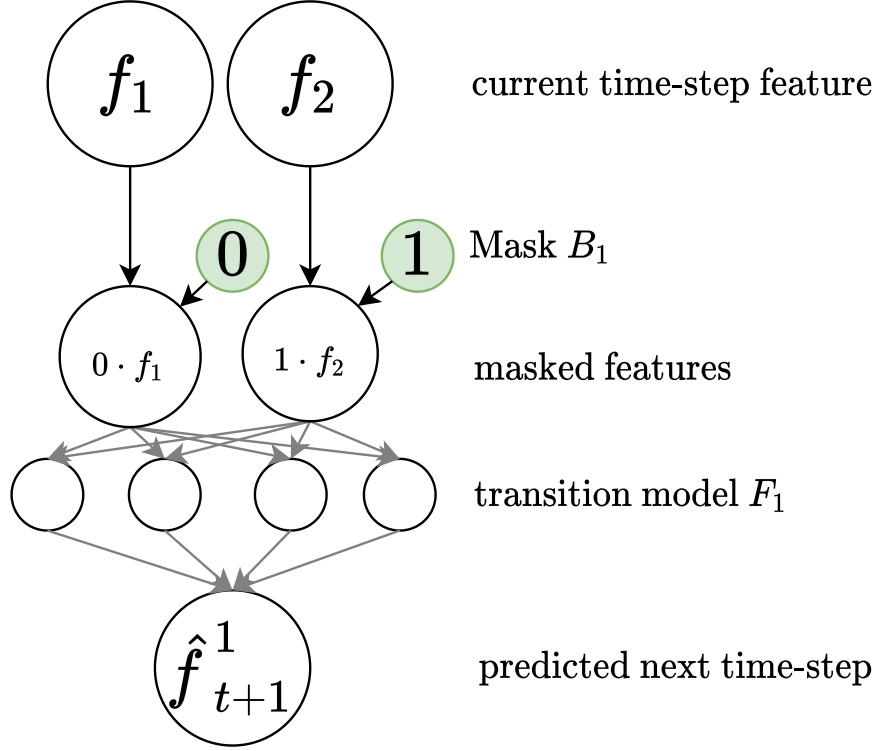 f₁ f₂ current time-step feature
0 1 Mask B₁
0 · f₁ 1 · f₂ masked features
transition model F₁
f̂¹ₜ₊₁ predicted next time-step